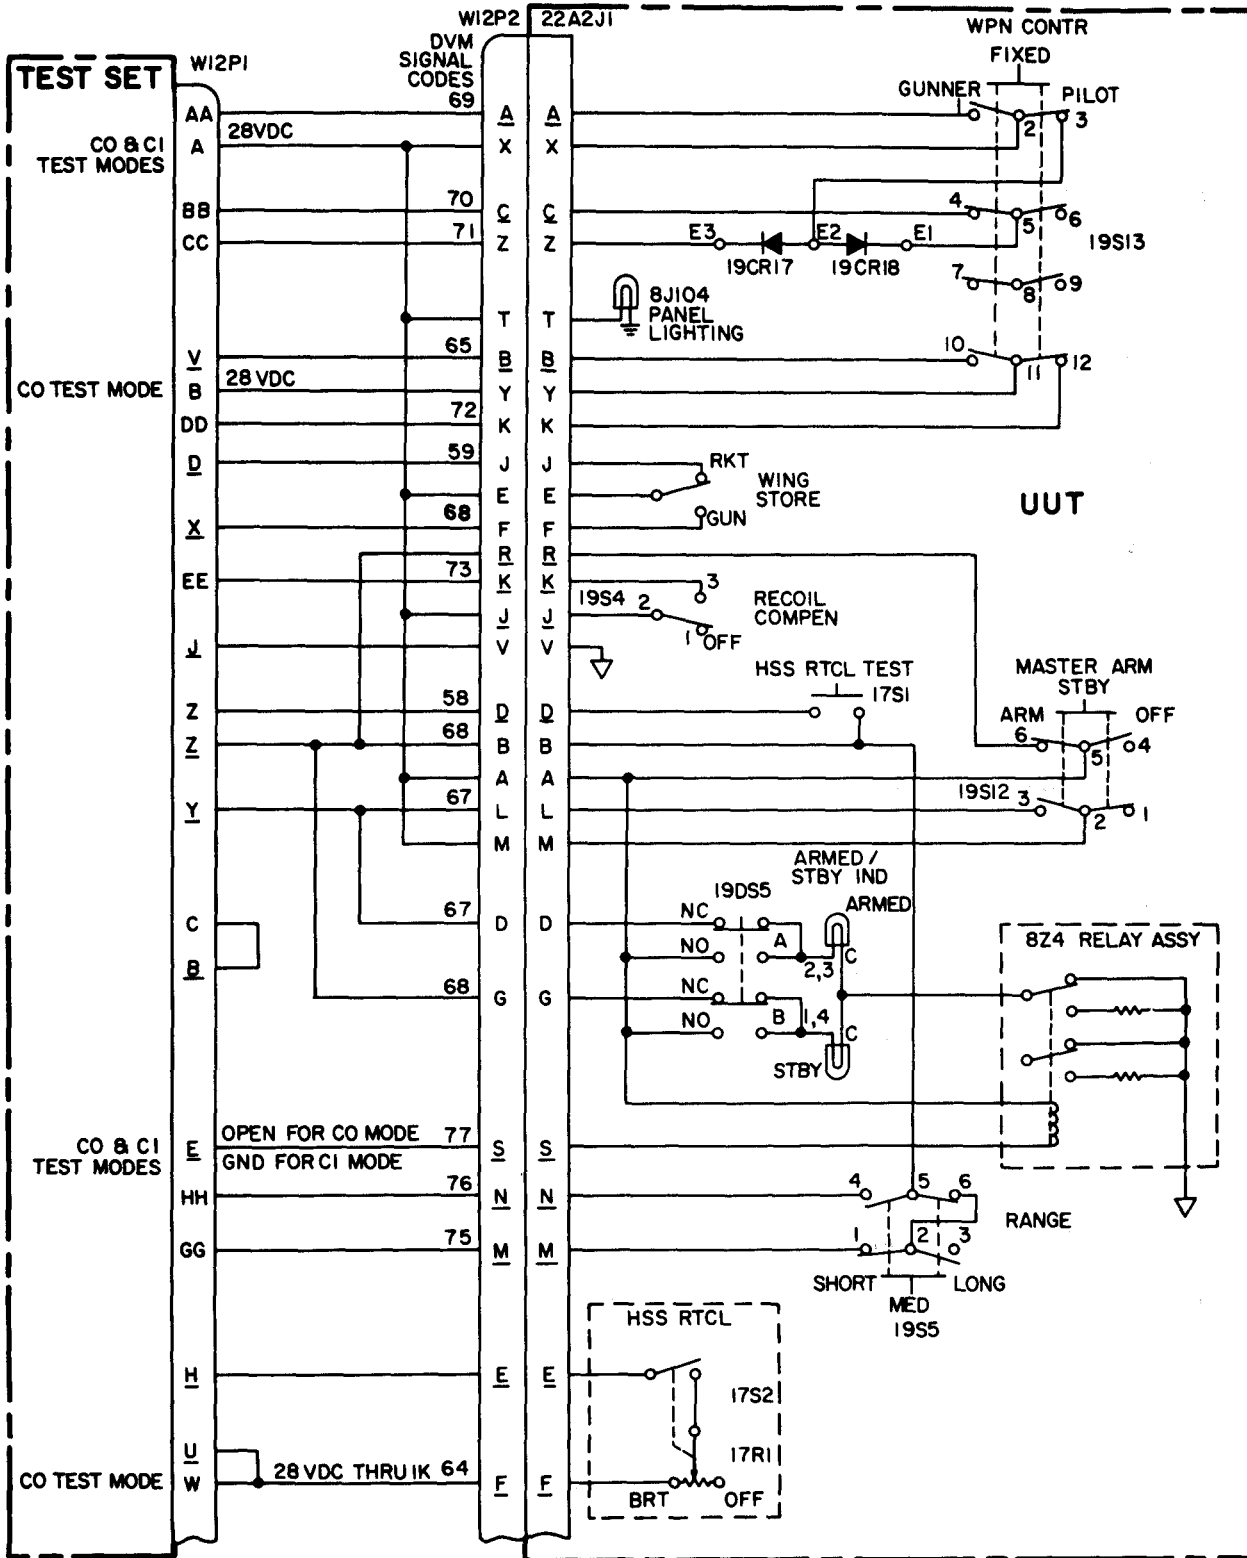 W12P2 22A2J1
WPN CONTR
FIXED
TEST SET W12P1
DVM
SIGNAL
CODES
GUNNER PILOT
AA 69 A A 2 3
CO & CI
TEST MODES
A 28VDC X X
BB 70 C C 4 5 6
CC 71 Z Z E3 E2 E1 19S13
19CR17 19CR18
7 8 9
8J104
PANEL
LIGHTING
T T
V 65 B B 10 11 12
CO TEST MODE B 28 VDC Y Y
DD 72 K K
D 59 J J RKT
E E WING
STORE
UUT
X 68 F F GUN
R R
EE 73 K K 3
19S4 2 RECOIL
COMPEN
J J 1 OFF
J V V
HSS RTCL TEST
17S1
MASTER ARM
STBY
ARM OFF
Z 58 D D
Z 68 B B 6 5 4
A A
Y 67 L L 19S12 3 2 1
M M
ARMED /
STBY IND
19DS5 ARMED
C 67 D D NC A
8Z4 RELAY ASSY
B NO 2,3 C
68 G G NC B 1,4
NO C
STBY
CO & CI
TEST MODES
E OPEN FOR CO MODE 77 S S
GND FOR CI MODE
HH 76 N N 4 5 6
RANGE
GG 75 M M 1 2 3
SHORT LONG
MED
19S5
HSS RTCL
H E E
17S2
U
17R1
CO TEST MODE W 28 VDC THRU 1K 64 F F
BRT OFF